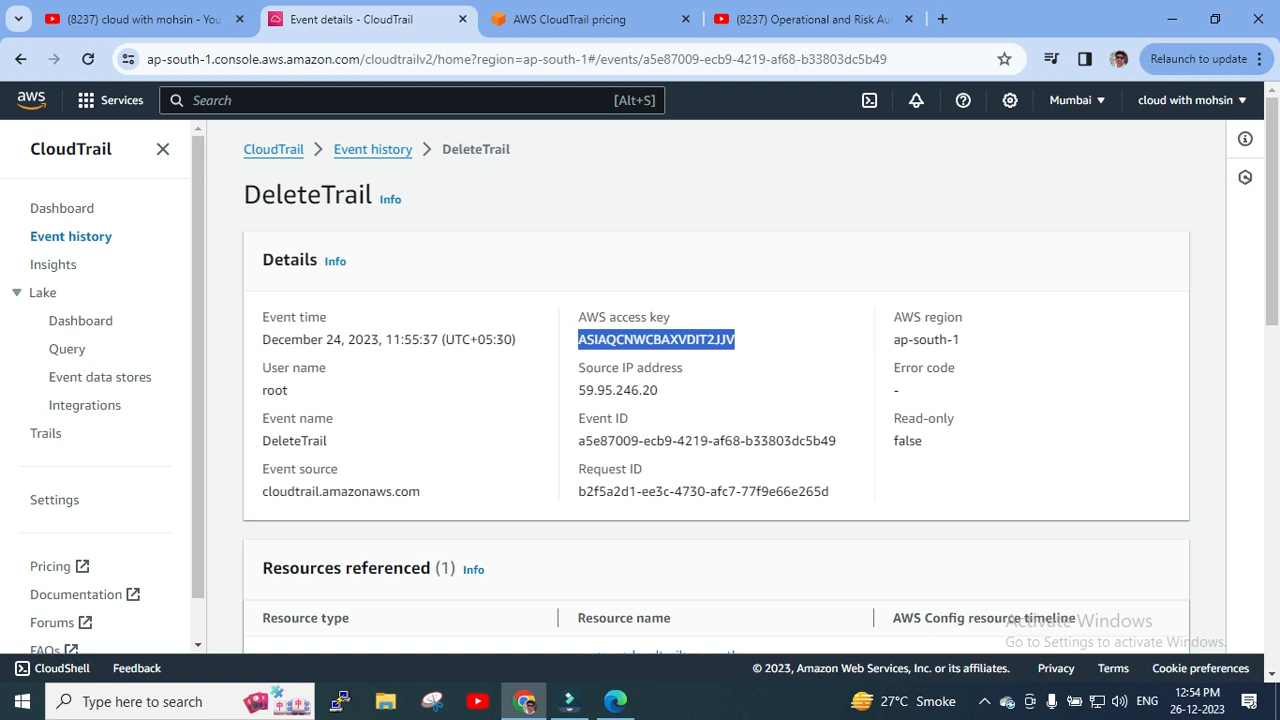 (8237) cloud with mohsin - You
Event details - CloudTrail
AWS CloudTrail pricing
(8237) Operational and Risk Au
ap-south-1.console.aws.amazon.com/cloudtrailv2/home?region=ap-south-1#/events/a5e87009-ecb9-4219-af68-b33803dc5b49
Relaunch to update
aws
Services
Search
[Alt+S]
Mumbai
cloud with mohsin
CloudTrail
Dashboard
Event history
Insights
Lake
Dashboard
Query
Event data stores
Integrations
Trails
Settings
Pricing
Documentation
Forums
FAQs
CloudTrail
Event history
DeleteTrail
DeleteTrail Info
Details Info
Event time
December 24, 2023, 11:55:37 (UTC+05:30)
User name
root
Event name
DeleteTrail
Event source
cloudtrail.amazonaws.com
AWS access key
ASIAQCNWCBAXVDIT2JJV
Source IP address
59.95.246.20
Event ID
a5e87009-ecb9-4219-af68-b33803dc5b49
Request ID
b2f5a2d1-ee3c-4730-afc7-77f9e66e265d
AWS region
ap-south-1
Error code
-
Read-only
false
Resources referenced (1) Info
Resource type
Resource name
AWS Config resource timeline
Activate Windows
Go to Settings to activate Windows.
CloudShell
Feedback
© 2023, Amazon Web Services, Inc. or its affiliates.
Privacy
Terms
Cookie preferences
Type here to search
27°C Smoke
ENG
12:54 PM
26-12-2023